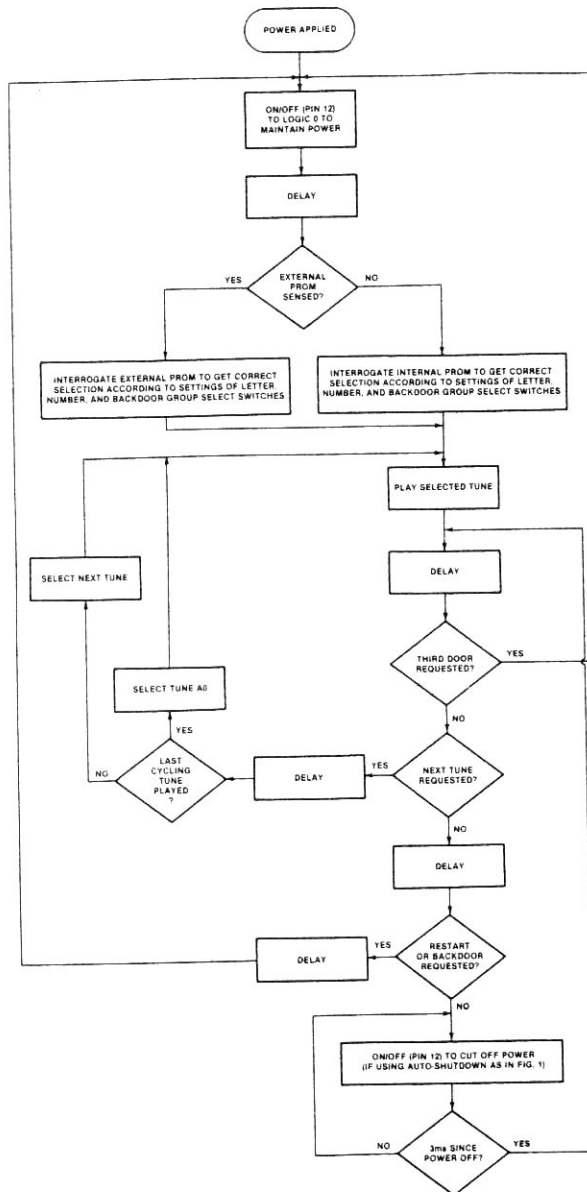 POWER APPLIED
ON/OFF (PIN 12)
TO LOGIC 0 TO
MAINTAIN POWER
DELAY
EXTERNAL
PROM
SENSED?
YES
NO
INTERROGATE EXTERNAL PROM TO GET CORRECT
SELECTION ACCORDING TO SETTINGS OF LETTER,
NUMBER, AND BACKDOOR GROUP SELECT SWITCHES
INTERROGATE INTERNAL PROM TO GET CORRECT
SELECTION ACCORDING TO SETTINGS OF LETTER,
NUMBER, AND BACKDOOR GROUP SELECT SWITCHES
PLAY SELECTED TUNE
SELECT NEXT TUNE
DELAY
THIRD DOOR
REQUESTED?
YES
NO
SELECT TUNE A0
YES
LAST
CYCLING
TUNE
PLAYED
?
NO
DELAY
YES
NEXT TUNE
REQUESTED?
NO
DELAY
RESTART
OR BACKDOOR
REQUESTED?
YES
DELAY
NO
ON/OFF (PIN 12) TO CUT OFF POWER
(IF USING AUTO-SHUTDOWN AS IN FIG. 1)
3ms SINCE
POWER OFF?
NO
YES